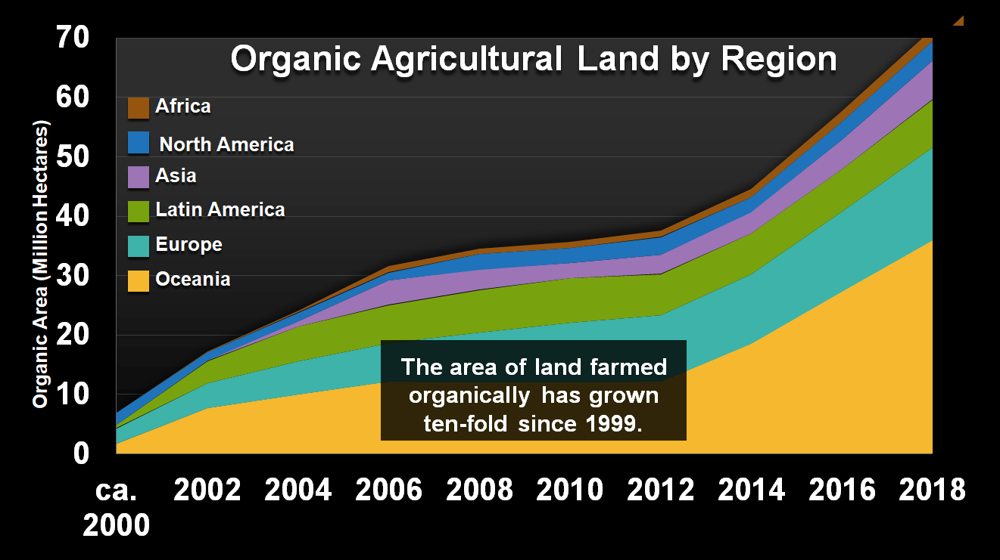 Organic Agricultural Land by Region
70
60
50
40
30
20
10
0
Organic Area (Million Hectares)
Africa
North America
Asia
Latin America
Europe
Oceania
The area of land farmed
organically has grown
ten-fold since 1999.
ca. 2002 2004 2006 2008 2010 2012 2014 2016 2018
2000